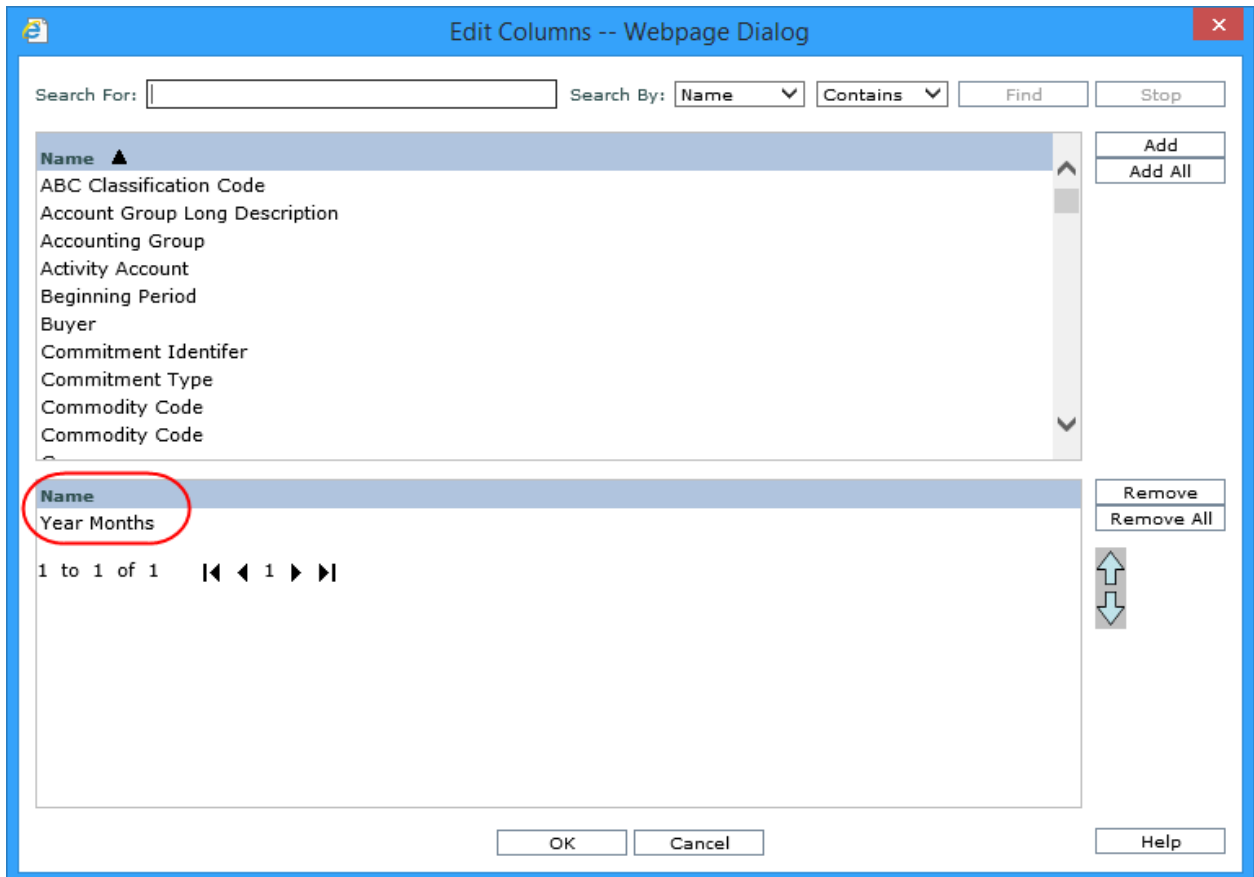 Edit Columns -- Webpage Dialog
Search For: Search By: Name Contains Find Stop
Name
Add
Add All
ABC Classification Code
Account Group Long Description
Accounting Group
Activity Account
Beginning Period
Buyer
Commitment Identifer
Commitment Type
Commodity Code
Commodity Code
Name
Remove
Remove All
Year Months
1 to 1 of 1 1
OK Cancel Help